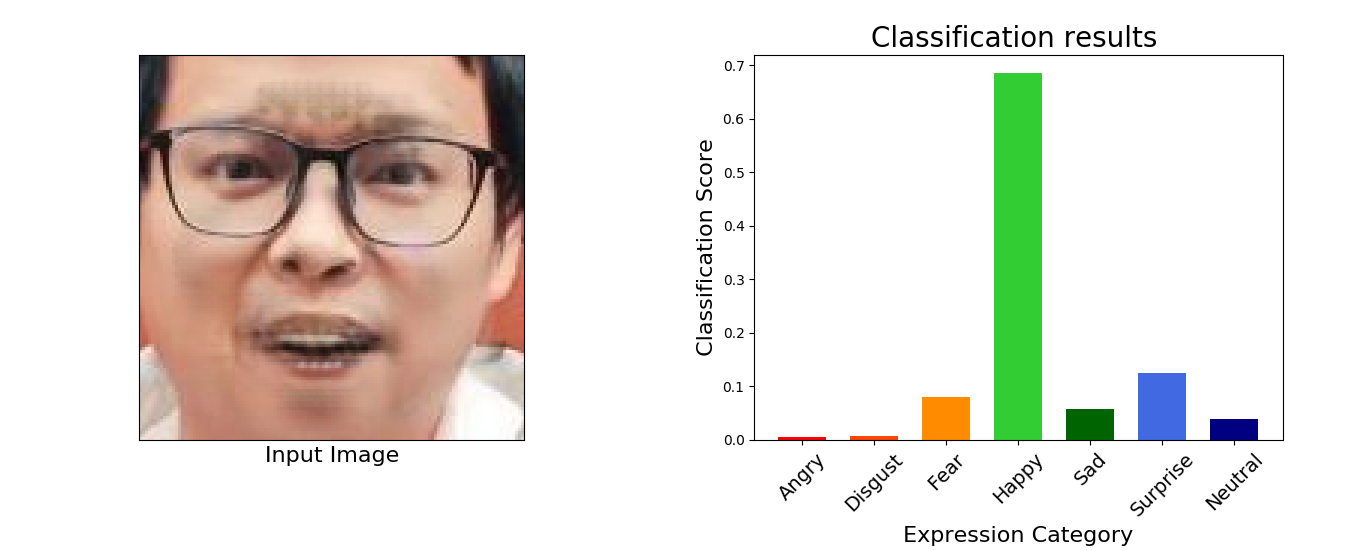 Input Image
Classification results
Classification Score
0.7
0.6
0.5
0.4
0.3
0.2
0.1
0.0
Angry
Disgust
Fear
Happy
Sad
Surprise
Neutral
Expression Category